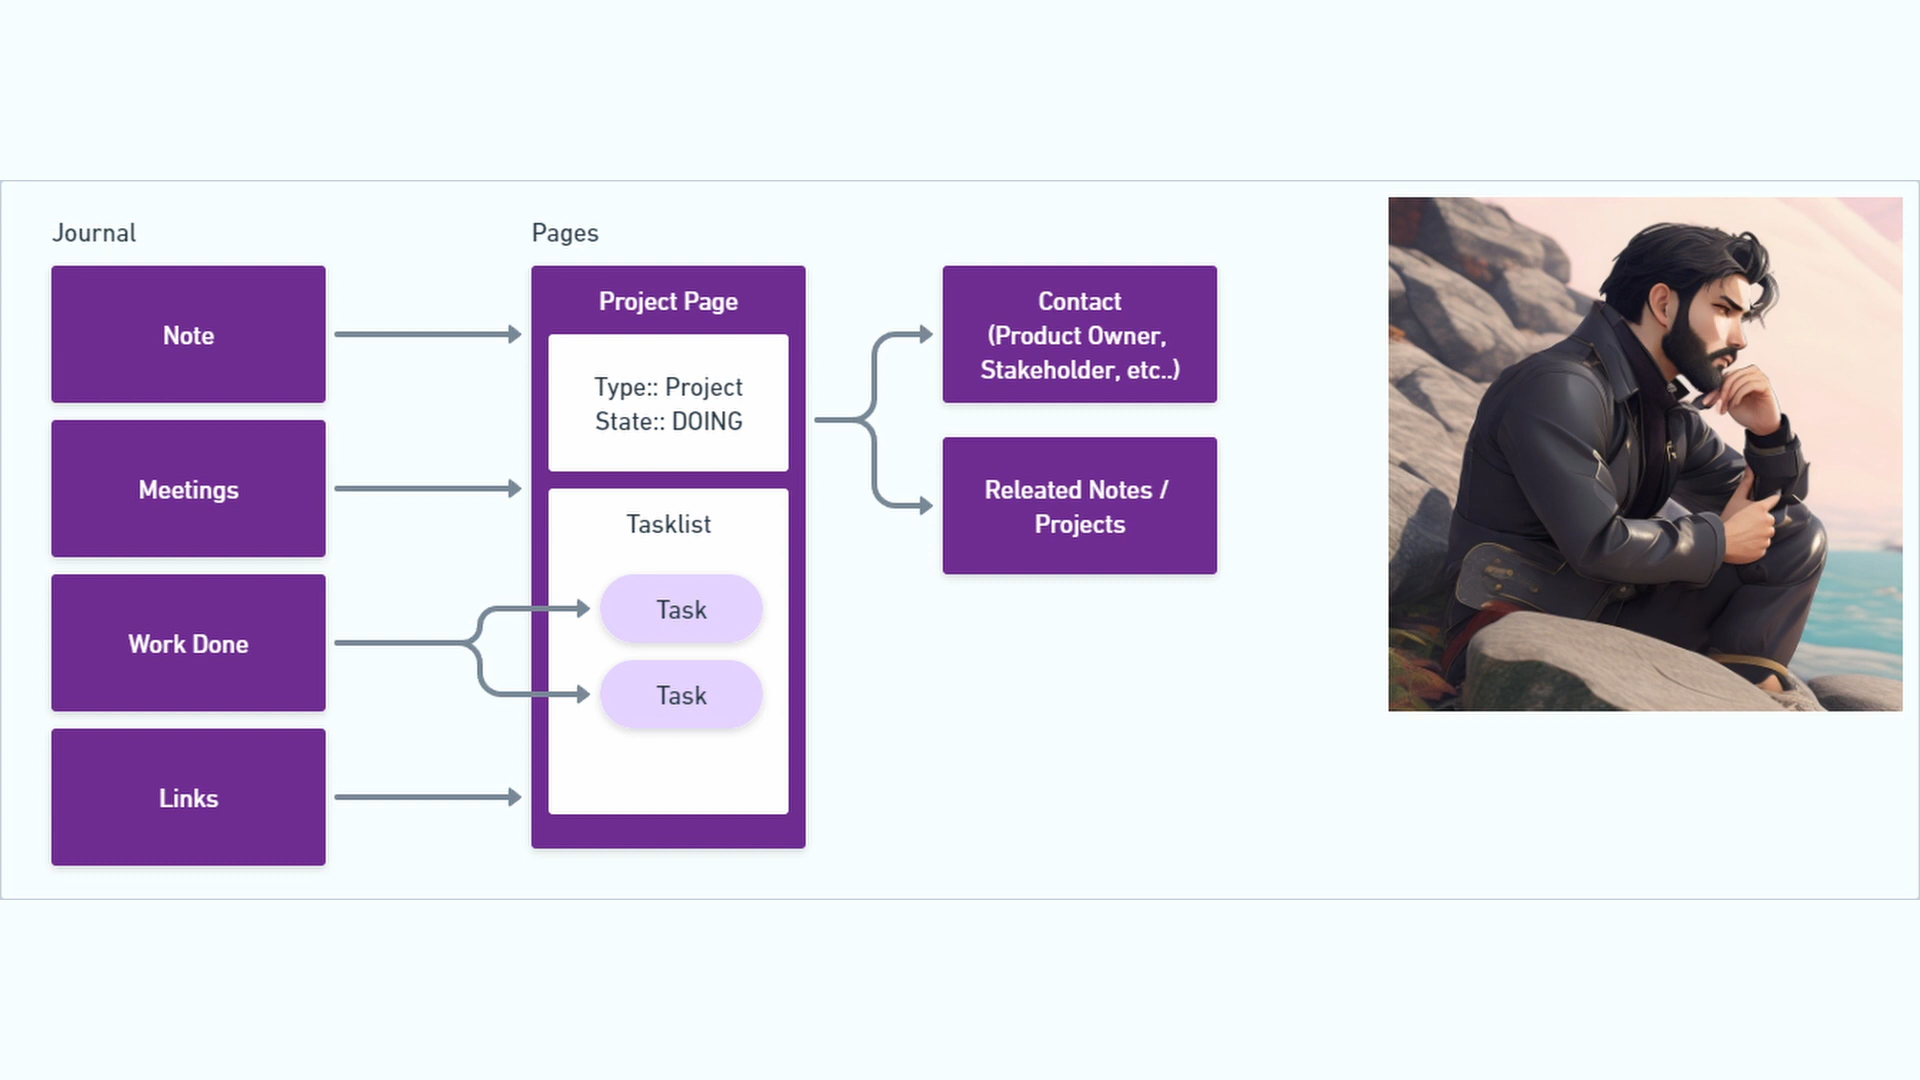 Journal
Note
Meetings
Work Done
Links
Pages
Project Page
Type:: Project
State:: DOING
Tasklist
Task
Task
Contact
(Product Owner,
Stakeholder, etc..)
Releated Notes /
Projects